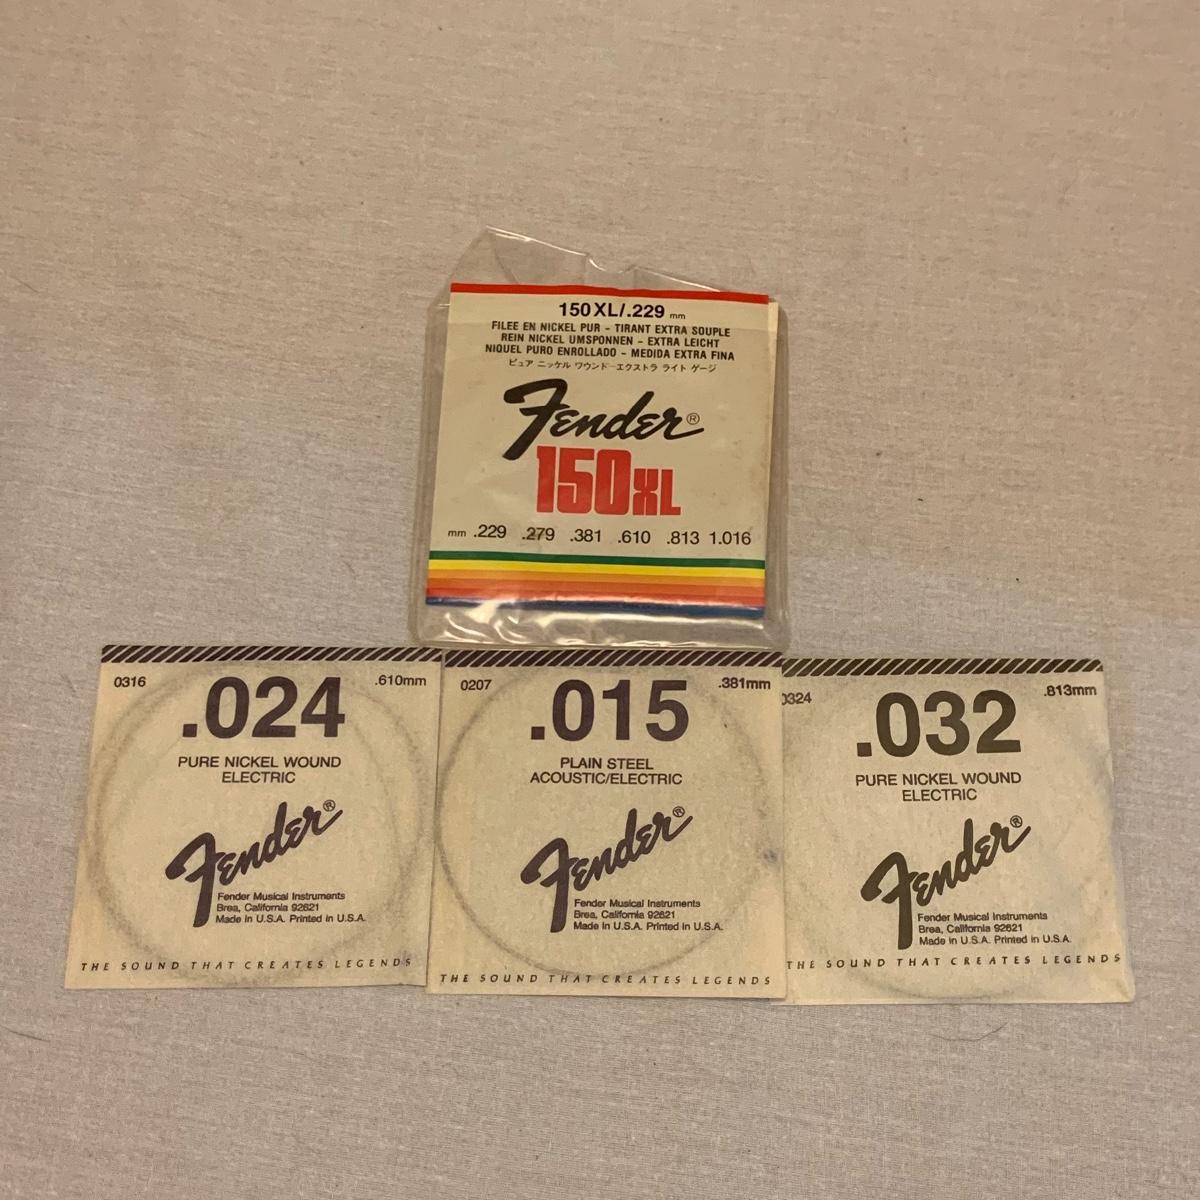 150XL/.229 mm
FILEE EN NICKEL PUR - TIRANT EXTRA SOUPLE
REIN NICKEL UMSPONNEN - EXTRA LEICHT
NIQUEL PURO ENROLLADO - MEDIDA EXTRA FINA
ピュア ニッケル ワウンド エクストラ ライト ゲージ
Fender®
150XL
mm .229 .279 .381 .610 .813 1.016
0316 .610mm
.024
PURE NICKEL WOUND
ELECTRIC
Fender®
Fender Musical Instruments
Brea, California 92621
Made in U.S.A. Printed in U.S.A.
THE SOUND THAT CREATES LEGENDS
0207 .381mm
.015
PLAIN STEEL
ACOUSTIC/ELECTRIC
Fender®
Fender Musical Instruments
Brea, California 92621
Made in U.S.A. Printed in U.S.A.
THE SOUND THAT CREATES LEGENDS
0324 .813mm
.032
PURE NICKEL WOUND
ELECTRIC
Fender®
Fender Musical Instruments
Brea, California 92621
Made in U.S.A. Printed in U.S.A.
THE SOUND THAT CREATES LEGENDS